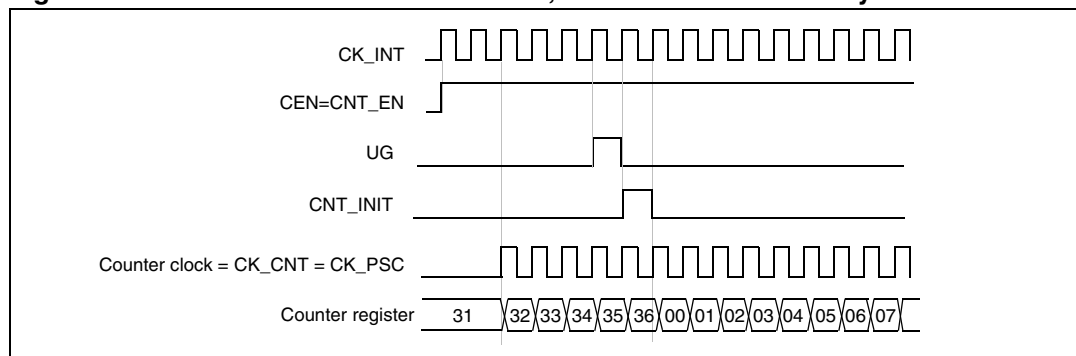 CK_INT
CEN=CNT_EN
UG
CNT_INIT
Counter clock = CK_CNT = CK_PSC
Counter register 31 32 33 34 35 36 00 01 02 03 04 05 06 07